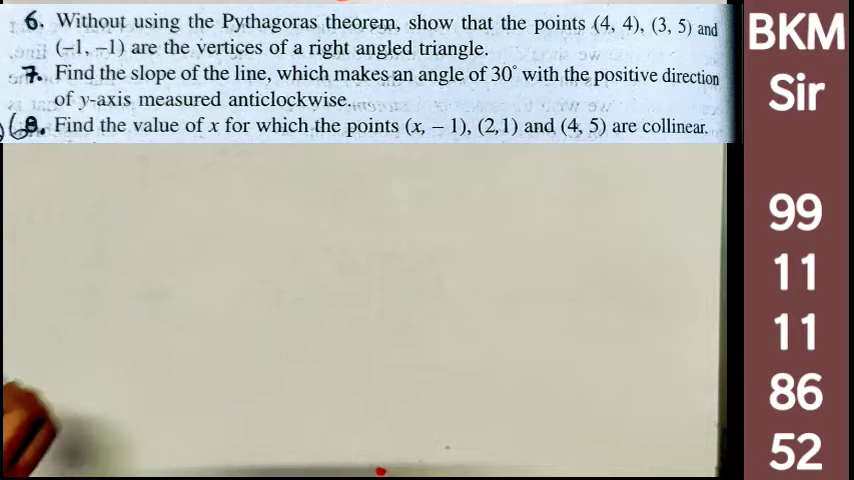 6. Without using the Pythagoras theorem, show that the points (4, 4), (3, 5) and
(–1, –1) are the vertices of a right angled triangle.
7. Find the slope of the line, which makes an angle of 30° with the positive direction
of y-axis measured anticlockwise.
8. Find the value of x for which the points (x, – 1), (2,1) and (4, 5) are collinear.
BKM
Sir
99
11
11
86
52